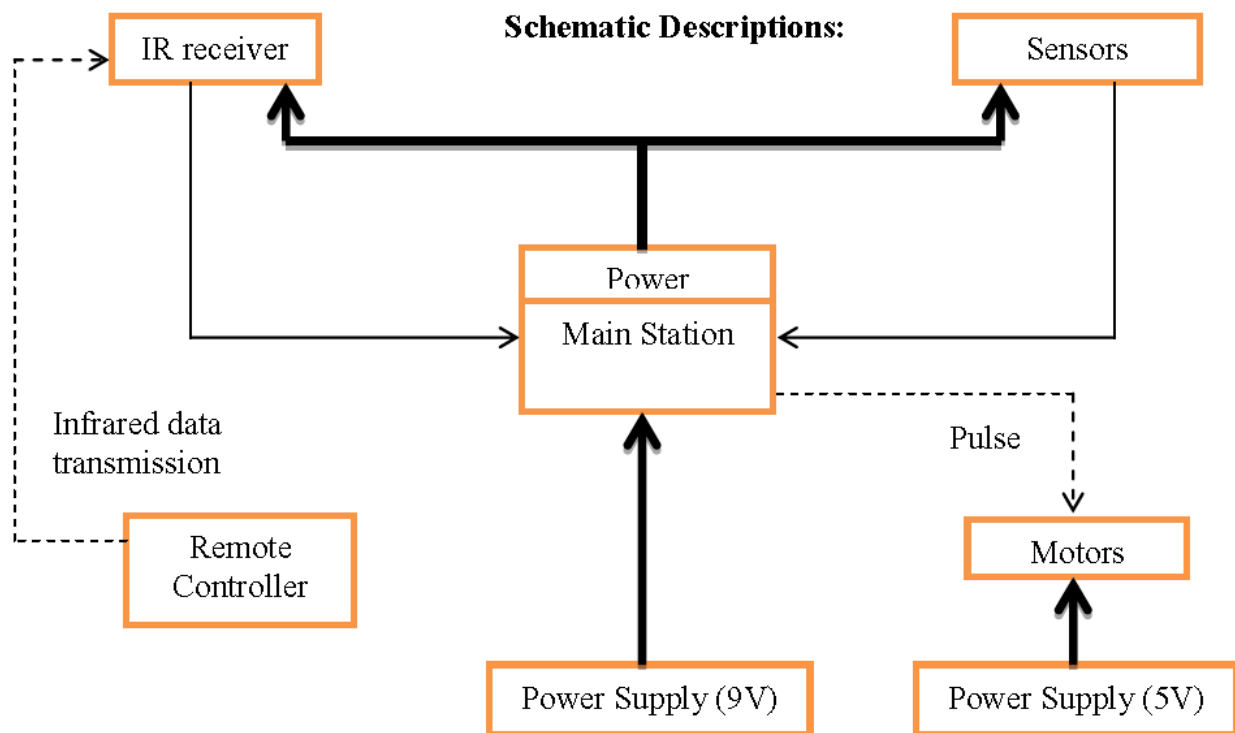 Schematic Descriptions:
IR receiver
Sensors
Power
Main Station
Infrared data
transmission
Pulse
Remote
Controller
Motors
Power Supply (9V)
Power Supply (5V)